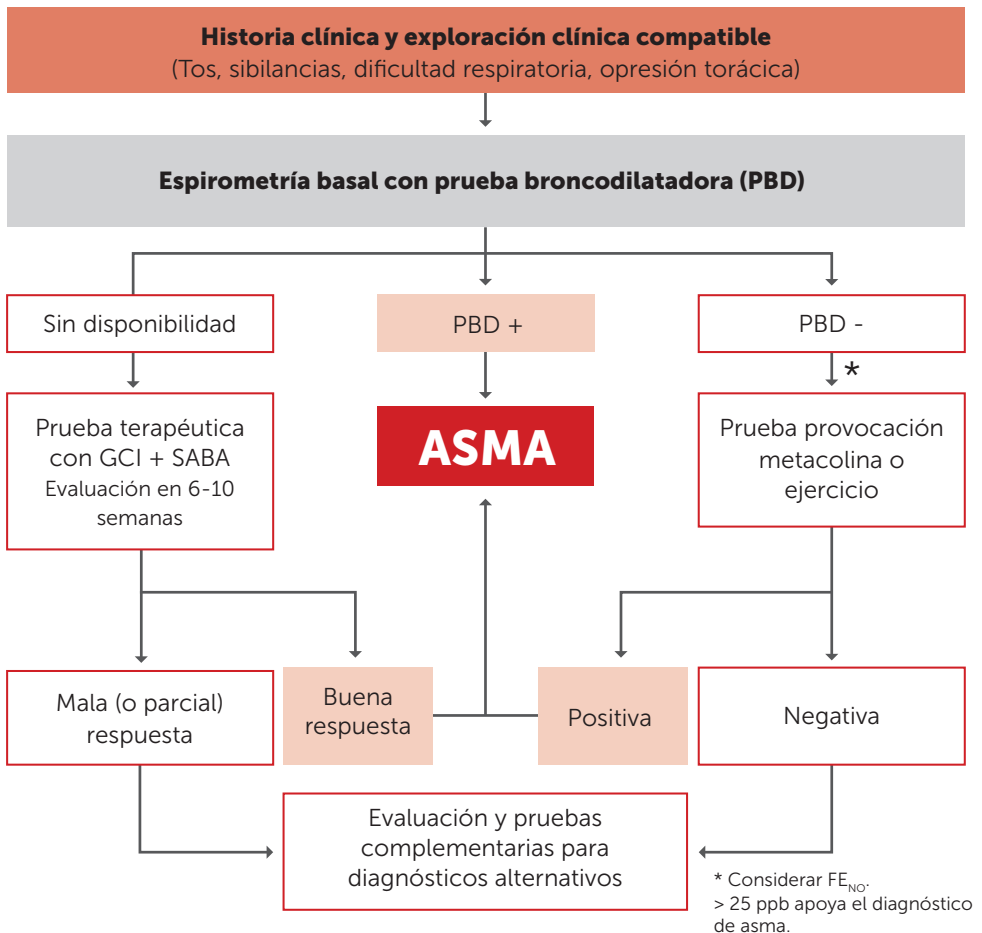 Historia clínica y exploración clínica compatible
(Tos, sibilancias, dificultad respiratoria, opresión torácica)
Espirometría basal con prueba broncodilatadora (PBD)
Sin disponibilidad
PBD +
PBD -
*
Prueba terapéutica
con GCI + SABA
Evaluación en 6-10
semanas
ASMA
Prueba provocación
metacolina o
ejercicio
Mala (o parcial)
respuesta
Buena
respuesta
Positiva
Negativa
Evaluación y pruebas
complementarias para
diagnósticos alternativos
* Considerar FENO.
> 25 ppb apoya el diagnóstico
de asma.